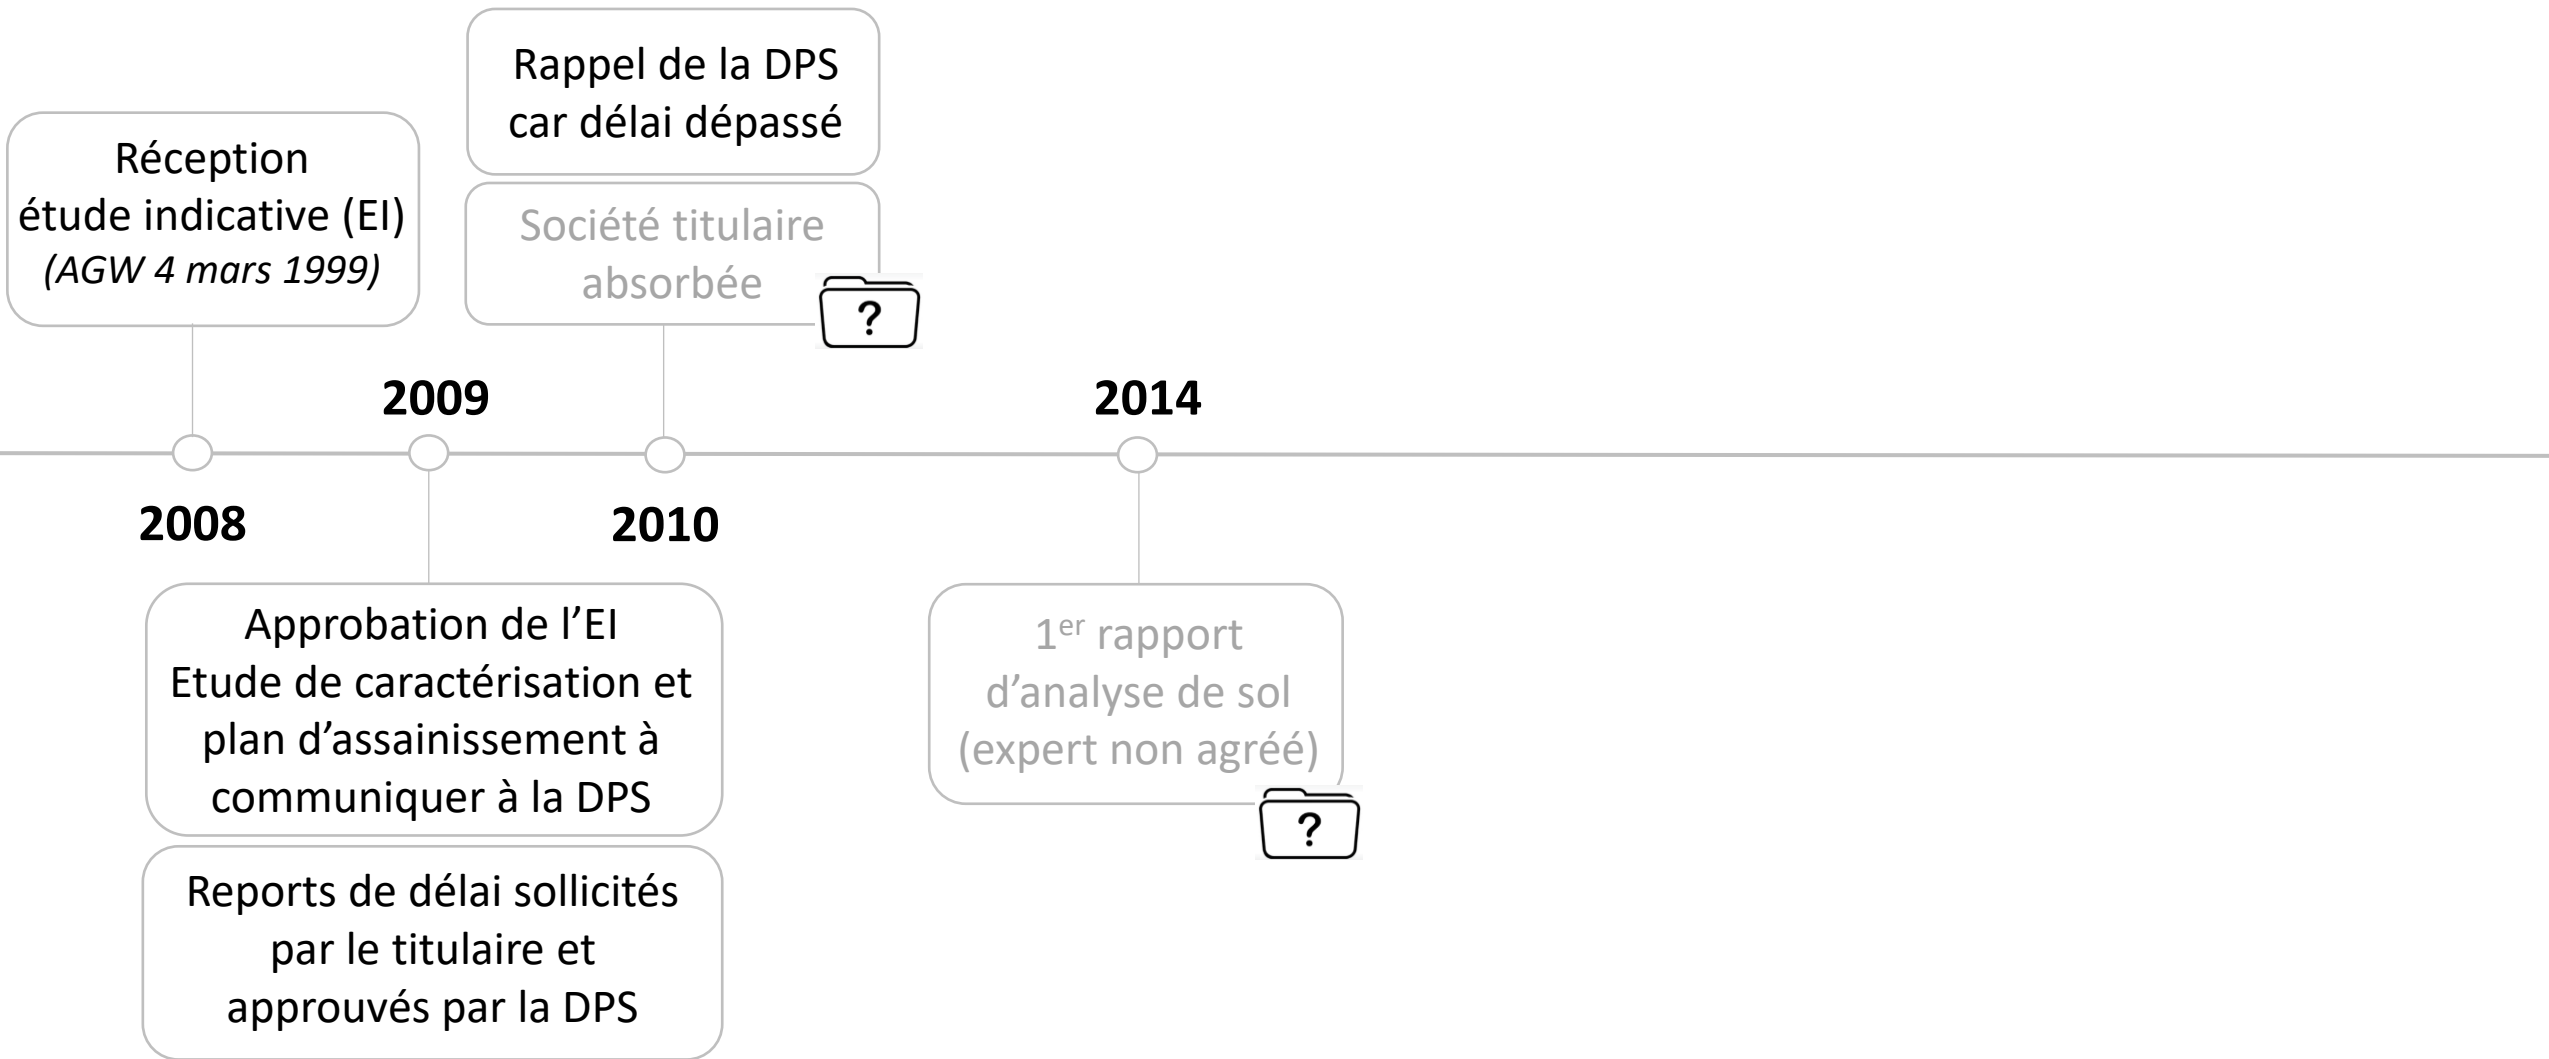 Réception
étude indicative (EI)
(AGW 4 mars 1999)
2008
2009
Approbation de l’EI
Etude de caractérisation et
plan d’assainissement à
communiquer à la DPS
Reports de délai sollicités
par le titulaire et
approuvés par la DPS
Rappel de la DPS
car délai dépassé
Société titulaire
absorbée
?
2010
2014
1er rapport
d’analyse de sol
(expert non agréé)
?